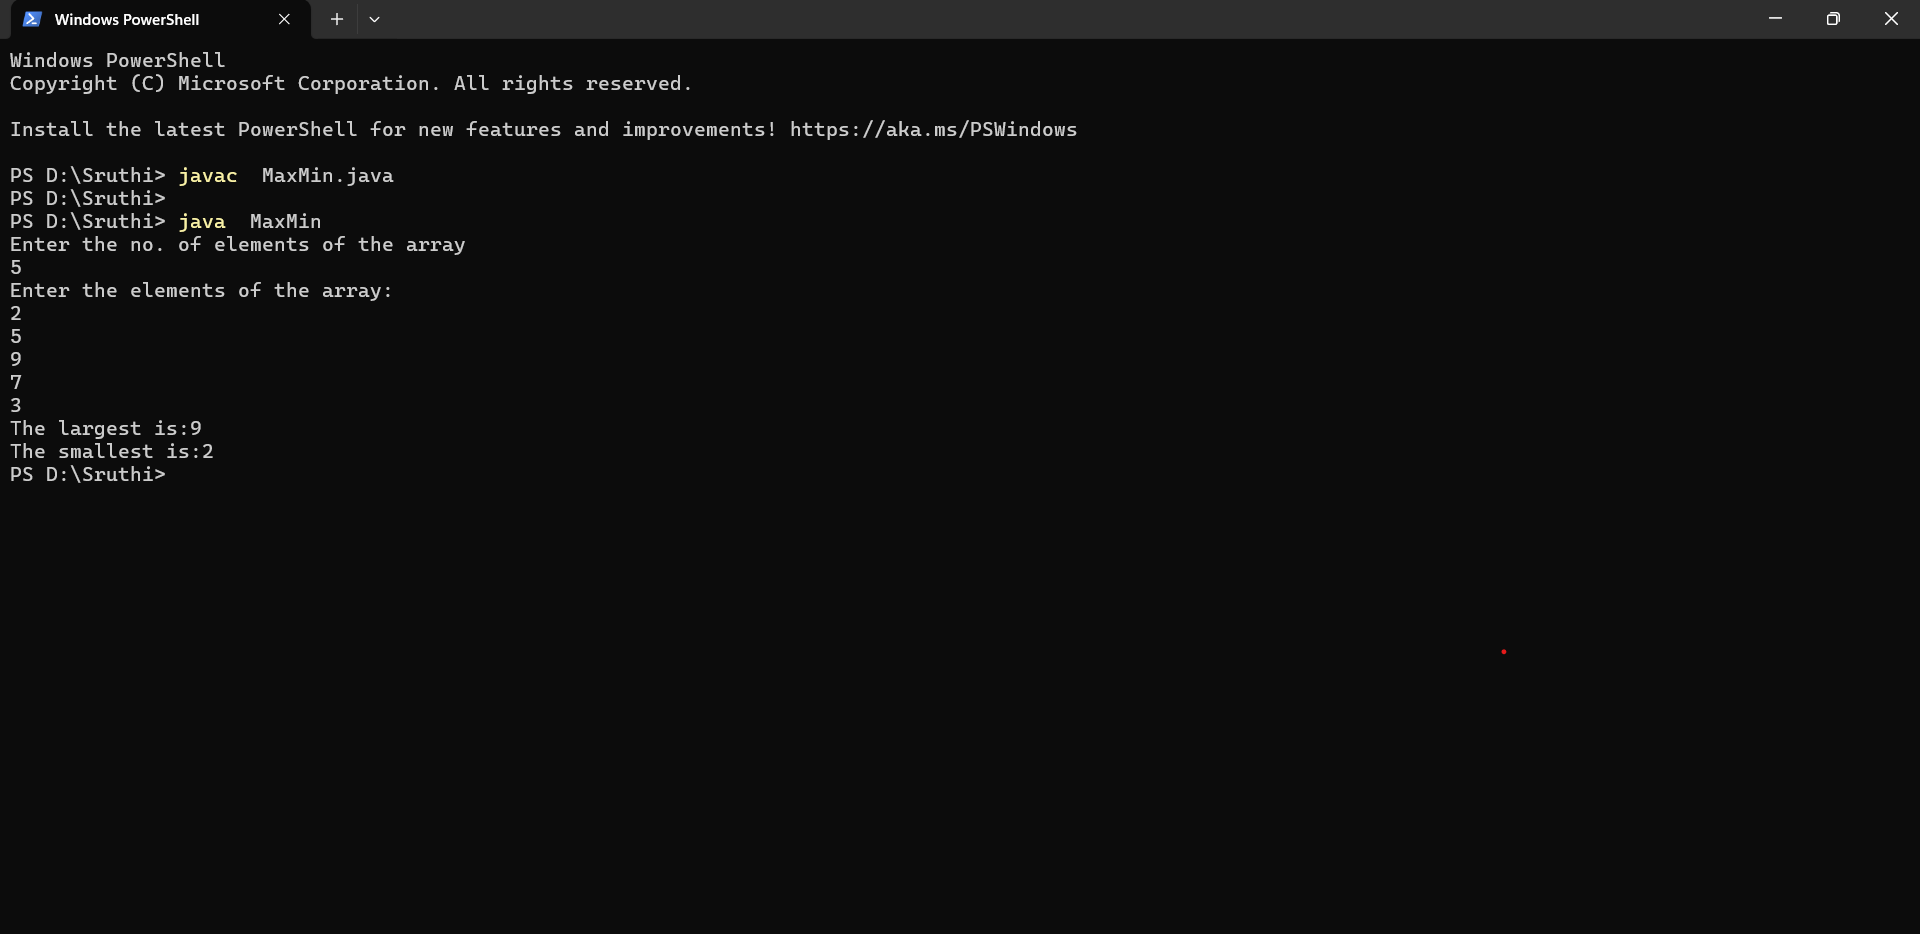 Windows PowerShell
Windows PowerShell
Copyright (C) Microsoft Corporation. All rights reserved.
Install the latest PowerShell for new features and improvements! https://aka.ms/PSWindows
PS D:\Sruthi> javac  MaxMin.java
PS D:\Sruthi>
PS D:\Sruthi> java  MaxMin
Enter the no. of elements of the array
5
Enter the elements of the array:
2
5
9
7
3
The largest is:9
The smallest is:2
PS D:\Sruthi>